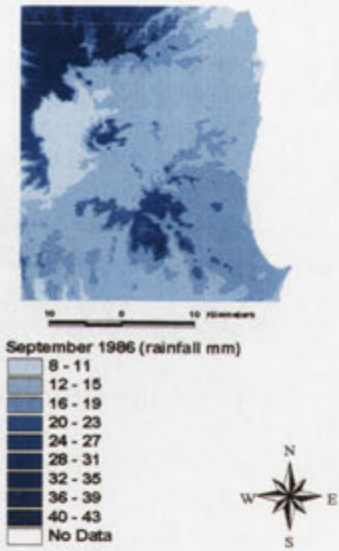 10 0 10 Kilometers
September 1986 (rainfall mm)
8 - 11
12 - 15
16 - 19
20 - 23
24 - 27
28 - 31
32 - 35
36 - 39
40 - 43
No Data
N
W E
S